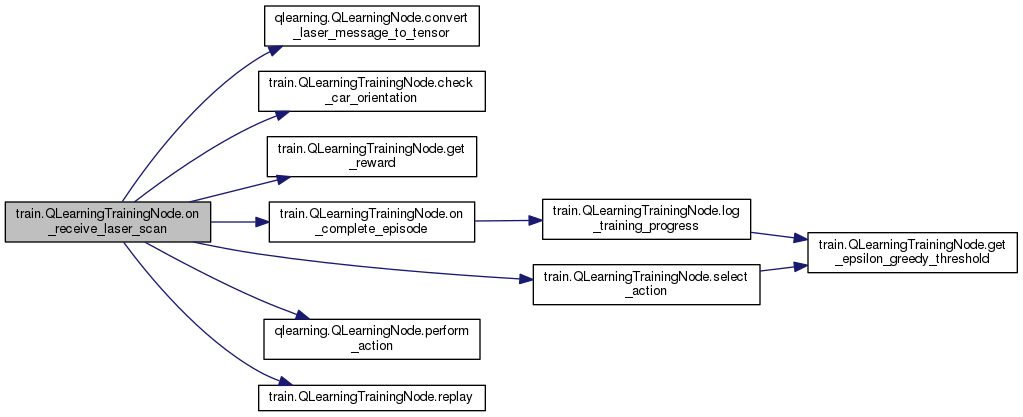 qlearning.QLearningNode.convert
_laser_message_to_tensor
train.QLearningTrainingNode.check
_car_orientation
train.QLearningTrainingNode.get
_reward
train.QLearningTrainingNode.on
_receive_laser_scan
train.QLearningTrainingNode.on
_complete_episode
train.QLearningTrainingNode.log
_training_progress
train.QLearningTrainingNode.get
_epsilon_greedy_threshold
train.QLearningTrainingNode.select
_action
qlearning.QLearningNode.perform
_action
train.QLearningTrainingNode.replay